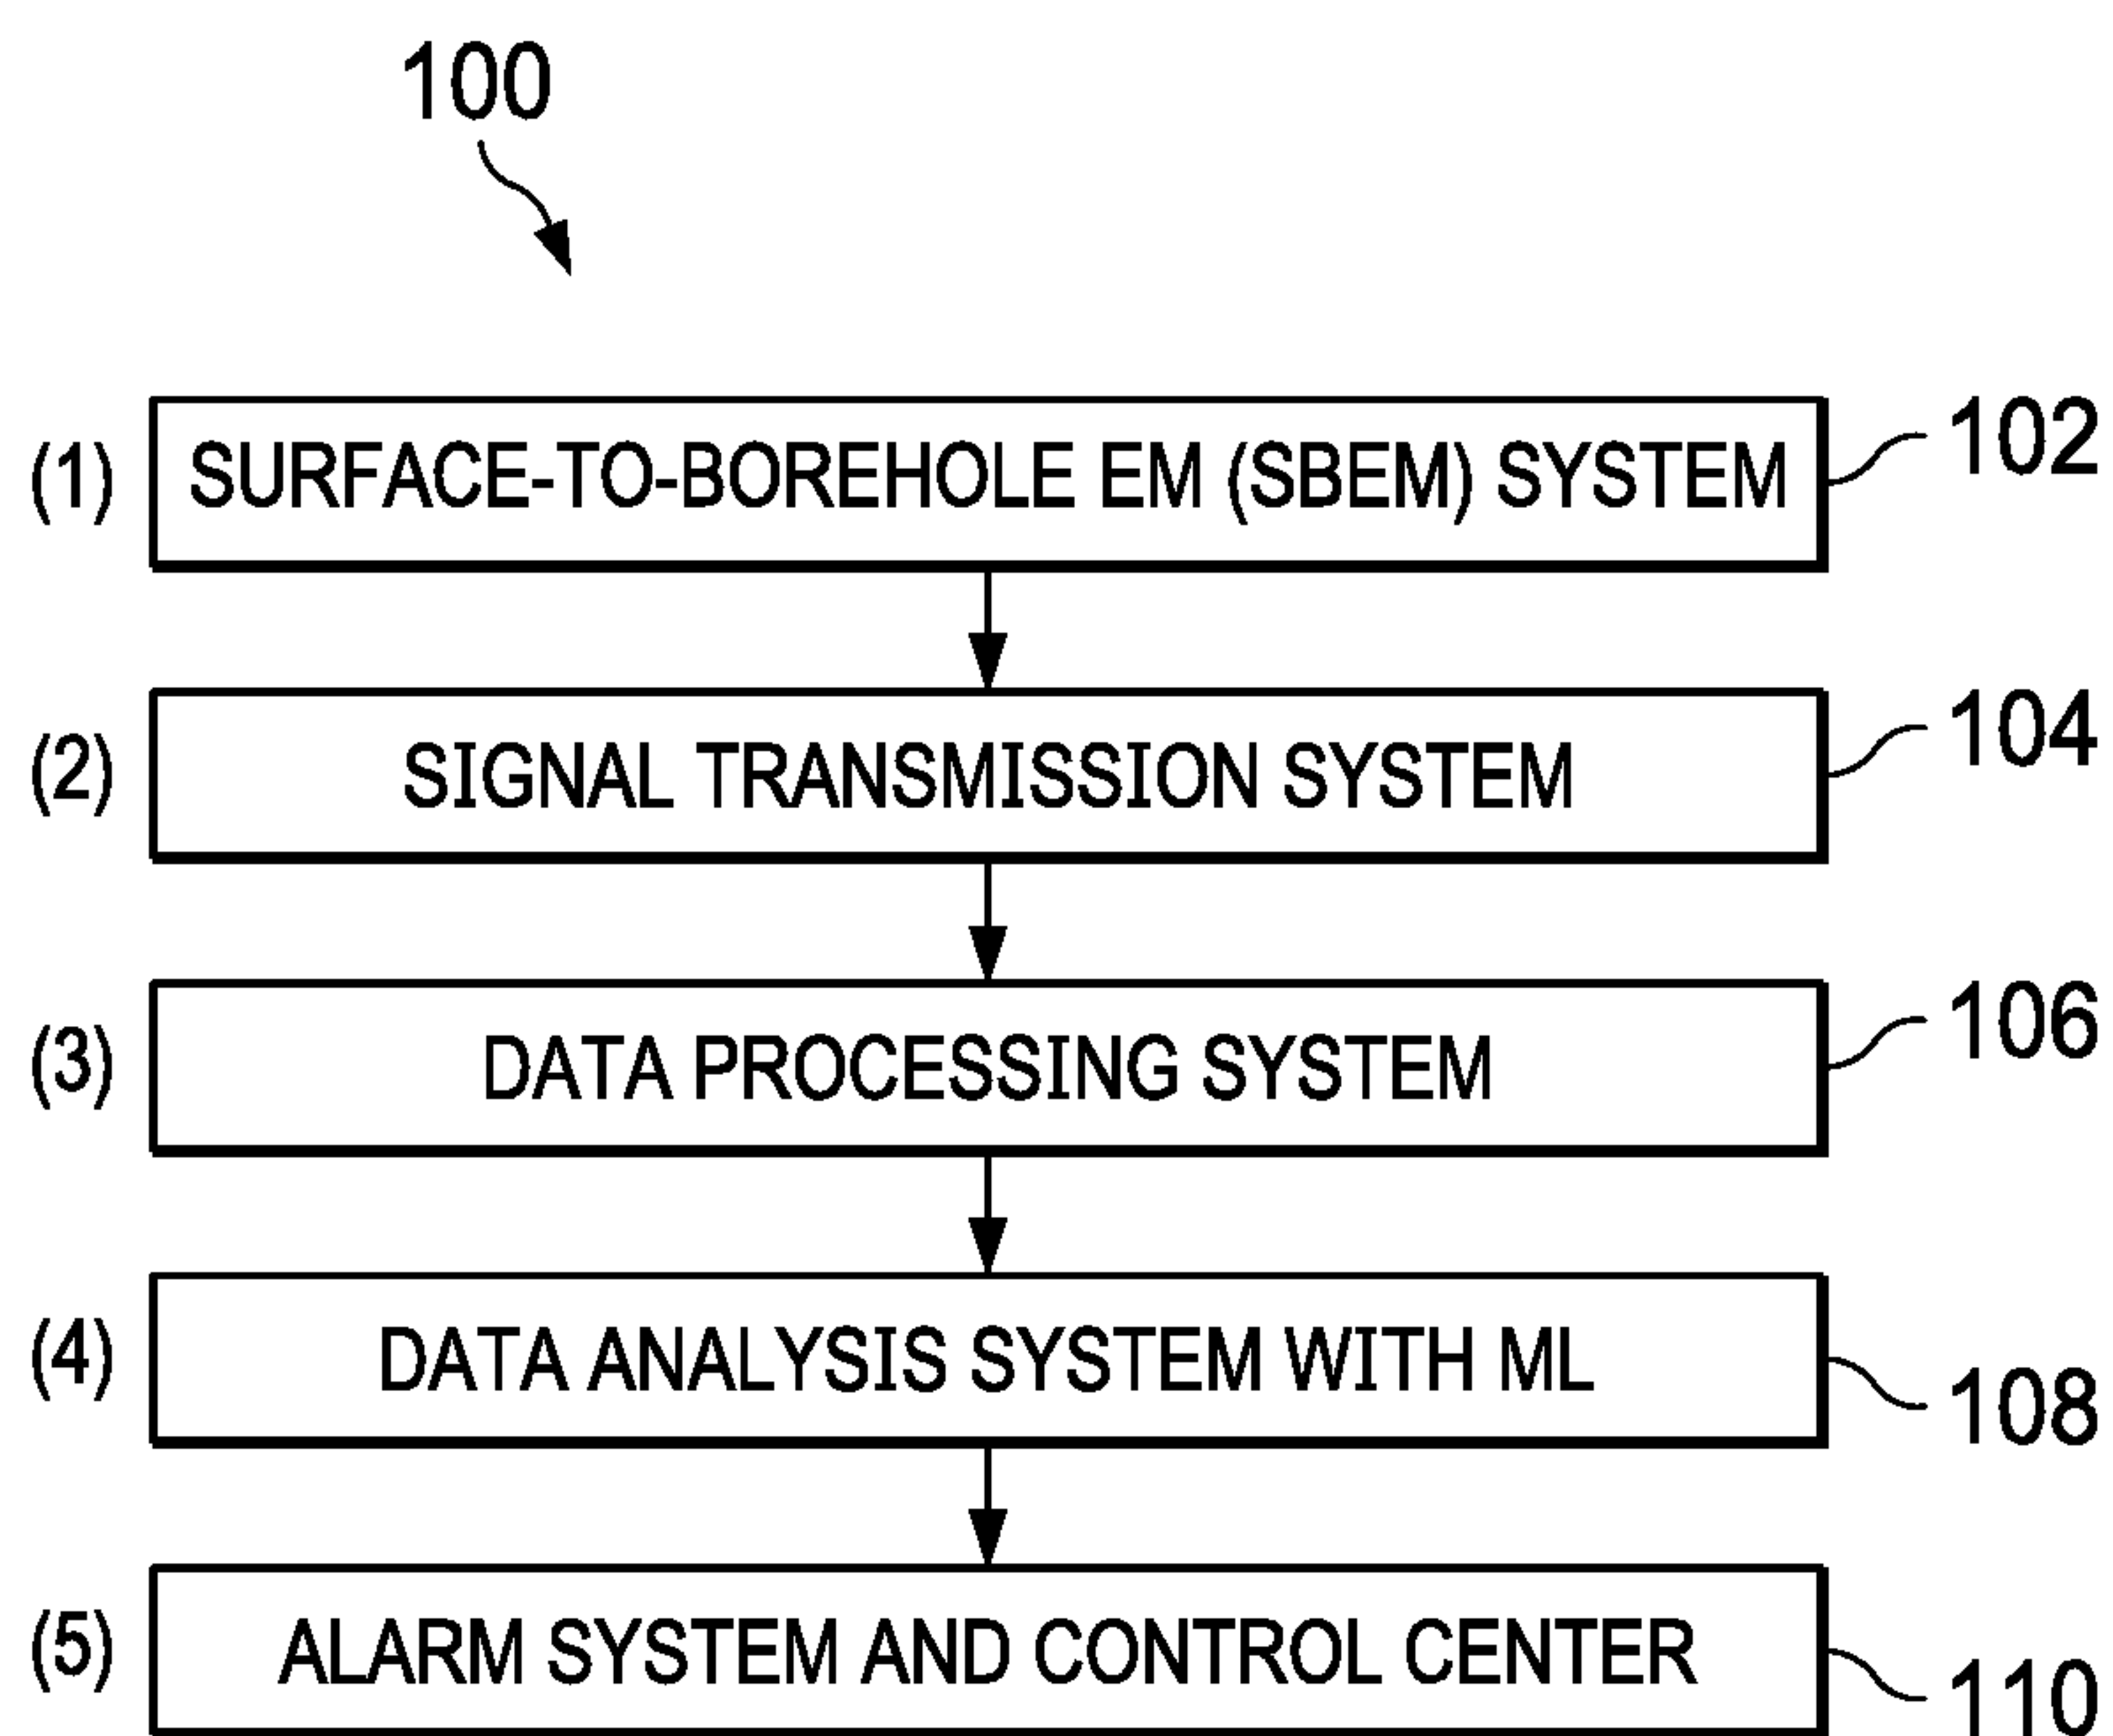 100
(1) SURFACE-TO-BOREHOLE EM (SBEM) SYSTEM 102
(2) SIGNAL TRANSMISSION SYSTEM 104
(3) DATA PROCESSING SYSTEM 106
(4) DATA ANALYSIS SYSTEM WITH ML 108
(5) ALARM SYSTEM AND CONTROL CENTER 110